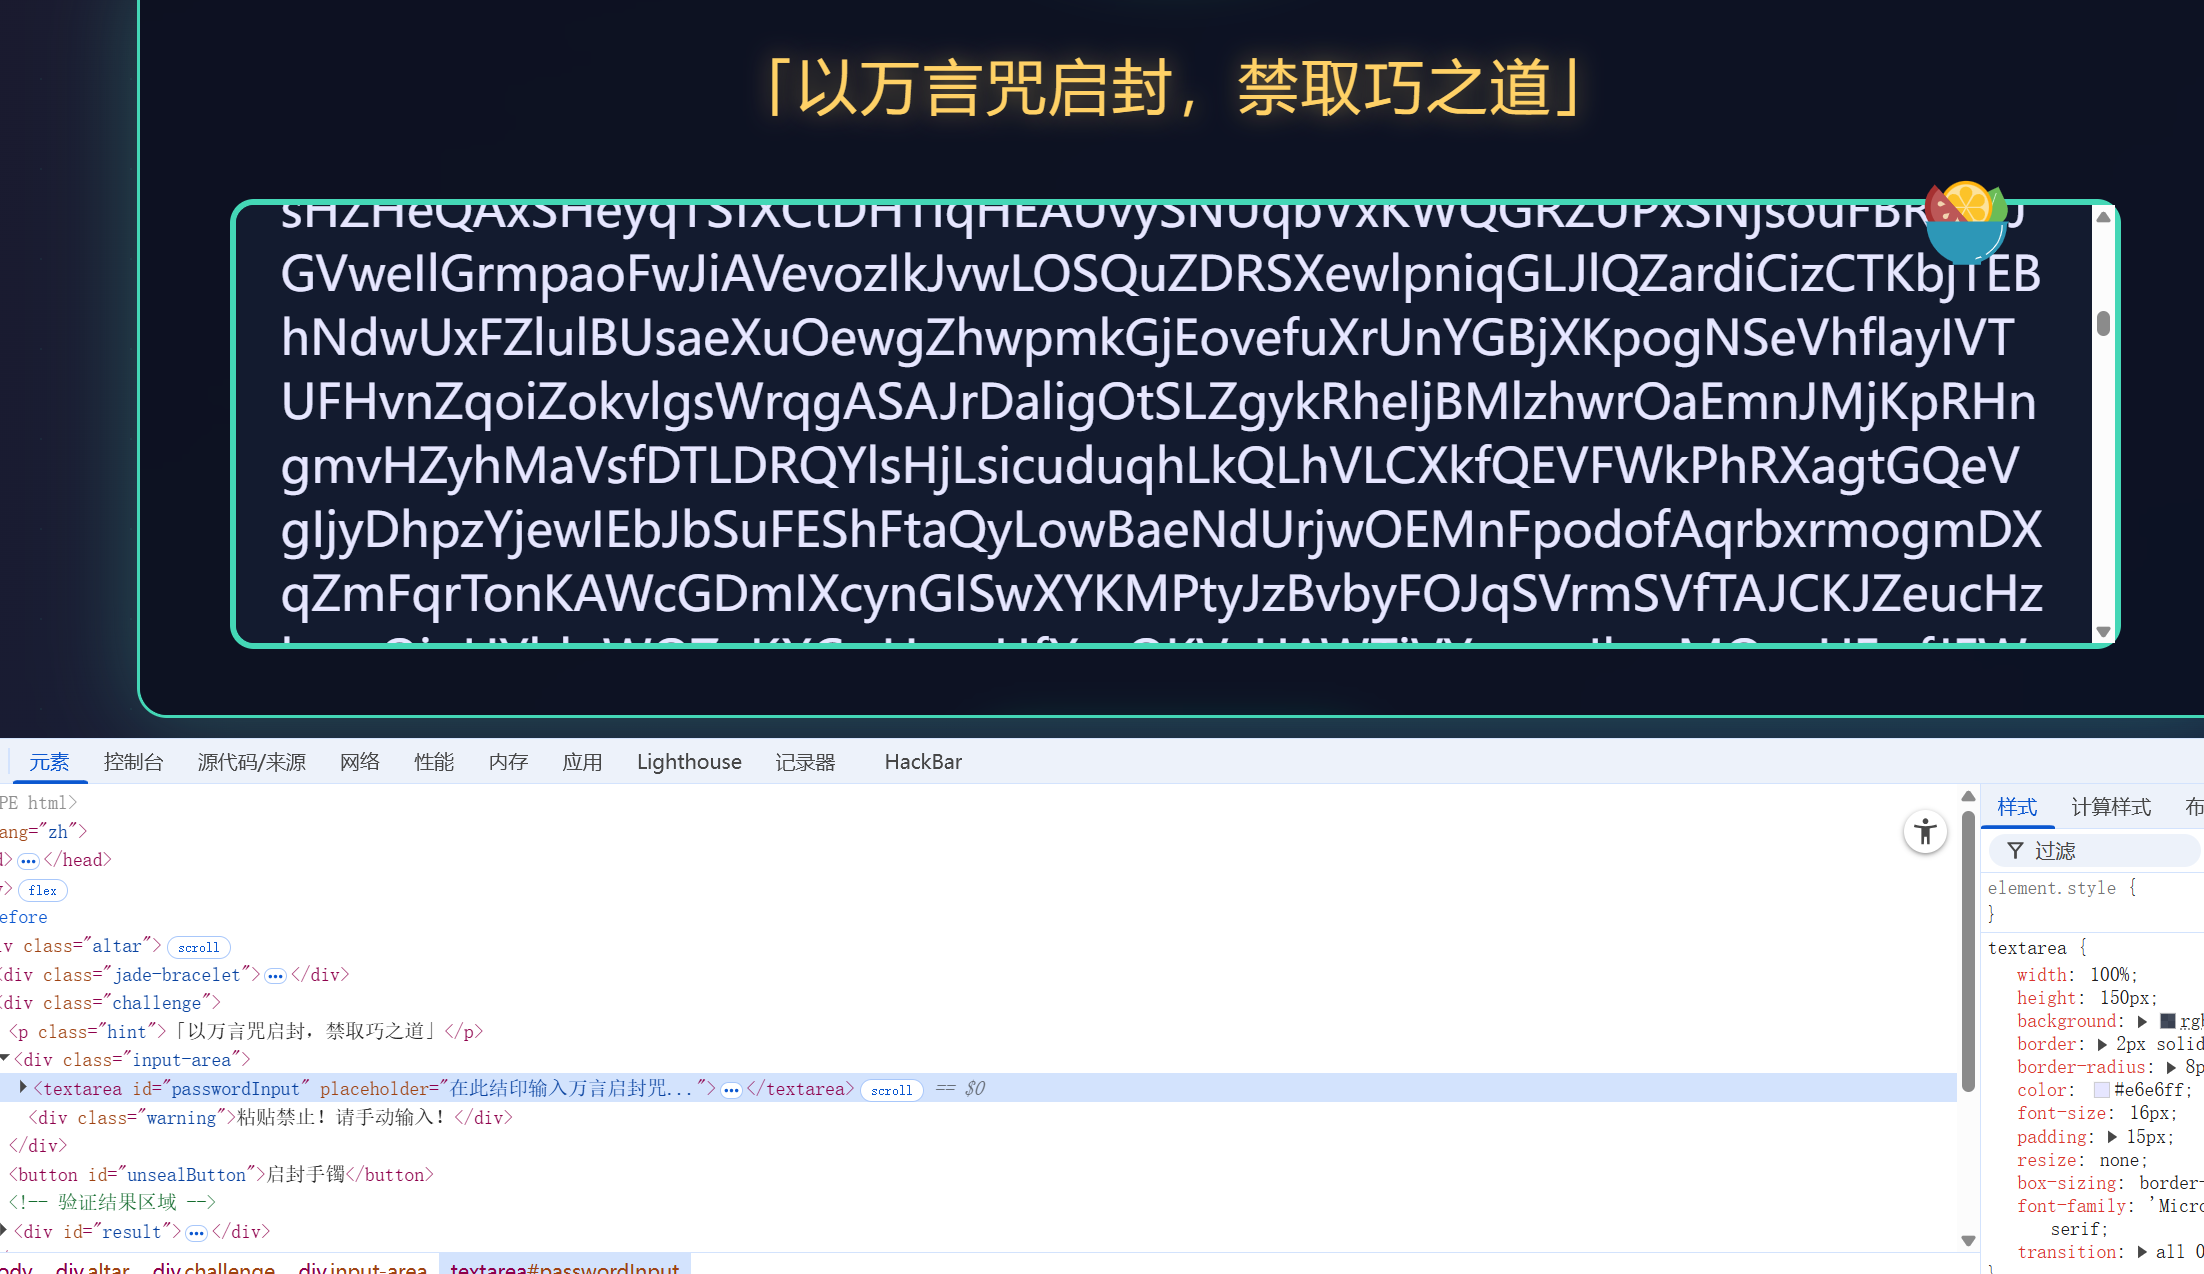 「以万言咒启封，禁取巧之道」
GVweIlGrmpaoFwJiAVevozIkJvwLOSQuZDRSXewlpniqGLJlQZardiCizCTKbjTEB
hNdwUxFZlulBUsaeXuOewgZhwpmkGjEovefuXrUnYGBjXKpogNSeVhflayIVT
UFHvnZqoiZokvlgsWrqgASAJrDaligOtSLZgykRheljBMlzhwrOaEmnJMjKpRHn
gmvHZyhMaVsfDTLDRQYlsHjLsicuduqhLkQLhVLCXkfQEVFWkPhRXagtGQeV
gIjyDhpzYjewIEbJbSuFEShFtaQyLowBaeNdUrjwOEMnFpodofAqrbxrmogmDX
qZmFqrTonKAWcGDmIXcynGISwXYKMPtyJzBvbyFOJqSVrmSVfTAJCKJZeucHz
元素 控制台 源代码/来源 网络 性能 内存 应用 Lighthouse 记录器 HackBar
PE html>
ang="zh">
d>…</head>
y> flex
efore
v class="altar"> scroll
<div class="jade-bracelet">…</div>
<div class="challenge">
<p class="hint">「以万言咒启封，禁取巧之道」</p>
<div class="input-area">
<textarea id="passwordInput" placeholder="在此结印输入万言启封咒...">…</textarea> scroll == $0
<div class="warning">粘贴禁止！请手动输入！</div>
</div>
<button id="unsealButton">启封手镯</button>
<!-- 验证结果区域 -->
<div id="result">…</div>
ody div.altar div.challenge div.input-area textarea#passwordInput
样式 计算样式 布
过滤
element.style {
}
textarea {
width: 100%;
height: 150px;
background: rgb
border: 2px solid
border-radius: 8p
color: #e6e6ff;
font-size: 16px;
padding: 15px;
resize: none;
box-sizing: border-
font-family: 'Micro
serif;
transition: all 0
}